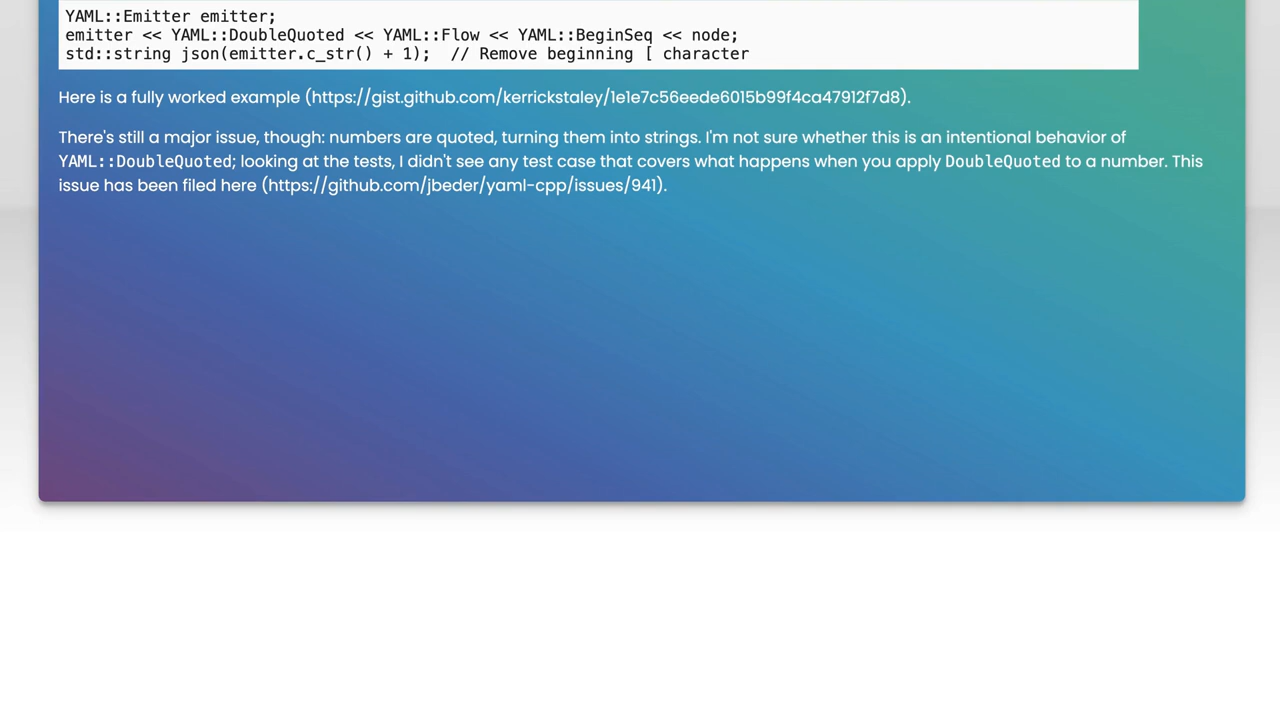 YAML::Emitter emitter;
emitter << YAML::DoubleQuoted << YAML::Flow << YAML::BeginSeq << node;
std::string json(emitter.c_str() + 1);  // Remove beginning [ character
Here is a fully worked example (https://gist.github.com/kerrickstaley/1e1e7c56eede6015b99f4ca47912f7d8).
There's still a major issue, though: numbers are quoted, turning them into strings. I'm not sure whether this is an intentional behavior of
YAML::DoubleQuoted; looking at the tests, I didn't see any test case that covers what happens when you apply DoubleQuoted to a number. This
issue has been filed here (https://github.com/jbeder/yaml-cpp/issues/941).